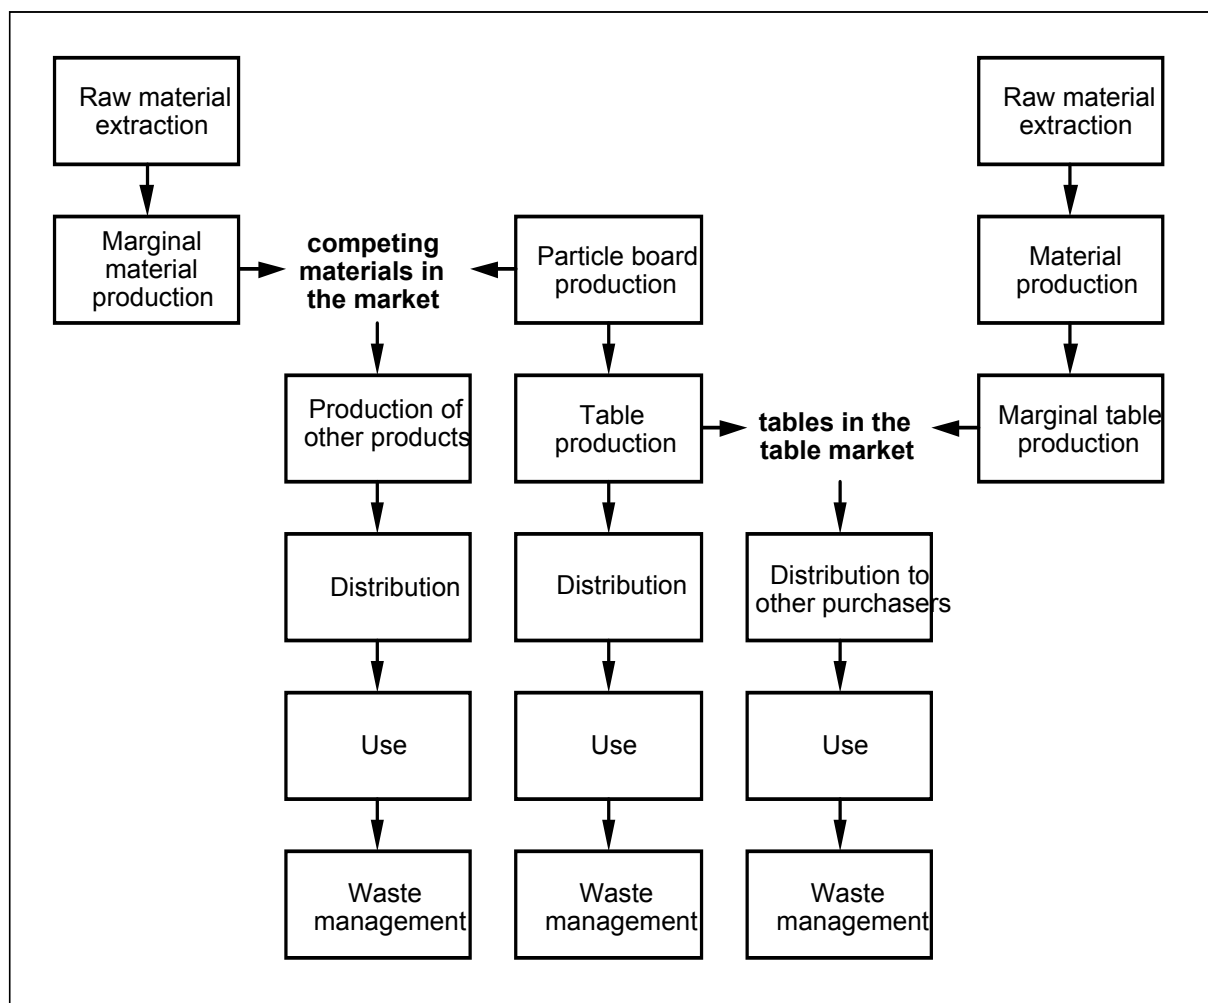 Raw material
extraction
Raw material
extraction
Marginal
material
production
competing
materials in
the market
Particle board
production
Material
production
Production of
other products
Table
production
tables in the
table market
Marginal table
production
Distribution
Distribution
Distribution to
other purchasers
Use
Use
Use
Waste
management
Waste
management
Waste
management